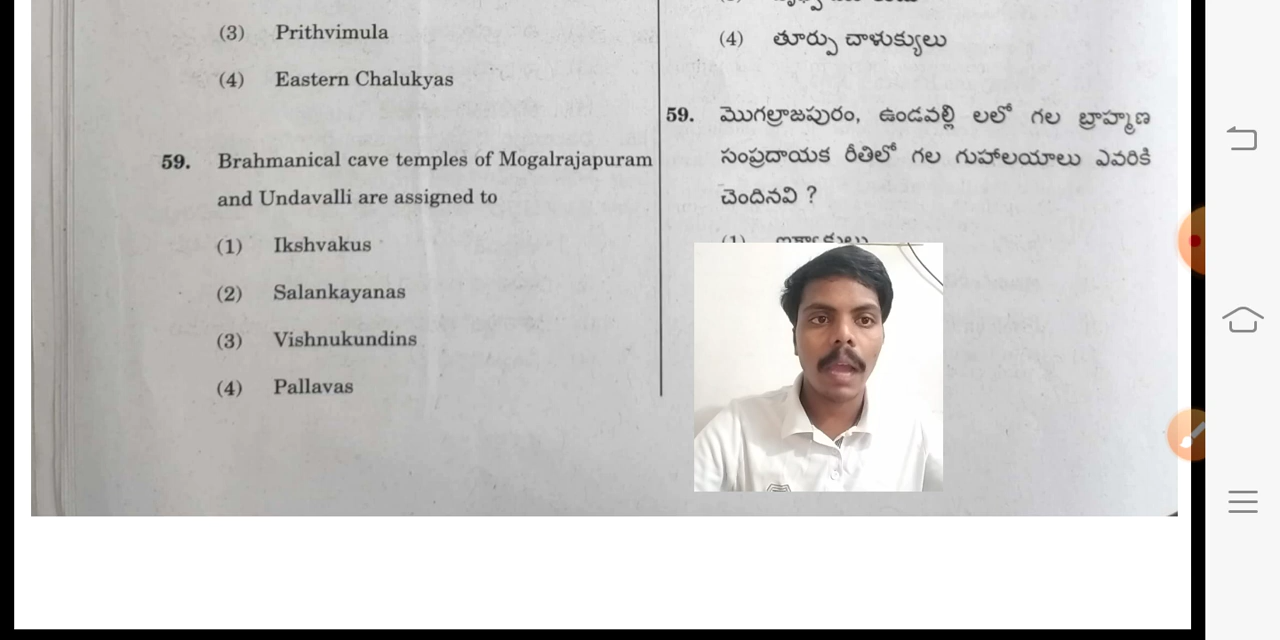 (3) Prithvimula
(4) Eastern Chalukyas
59. Brahmanical cave temples of Mogalrajapuram
and Undavalli are assigned to
(1) Ikshvakus
(2) Salankayanas
(3) Vishnukundins
(4) Pallavas
(4) తూర్పు చాళుక్యులు
59. మొగల్రాజపురం, ఉండవల్లి లలో గల బ్రాహ్మణ
సంప్రదాయక రీతిలో గల గుహాలయాలు ఎవరికి
చెందినవి ?
(1)